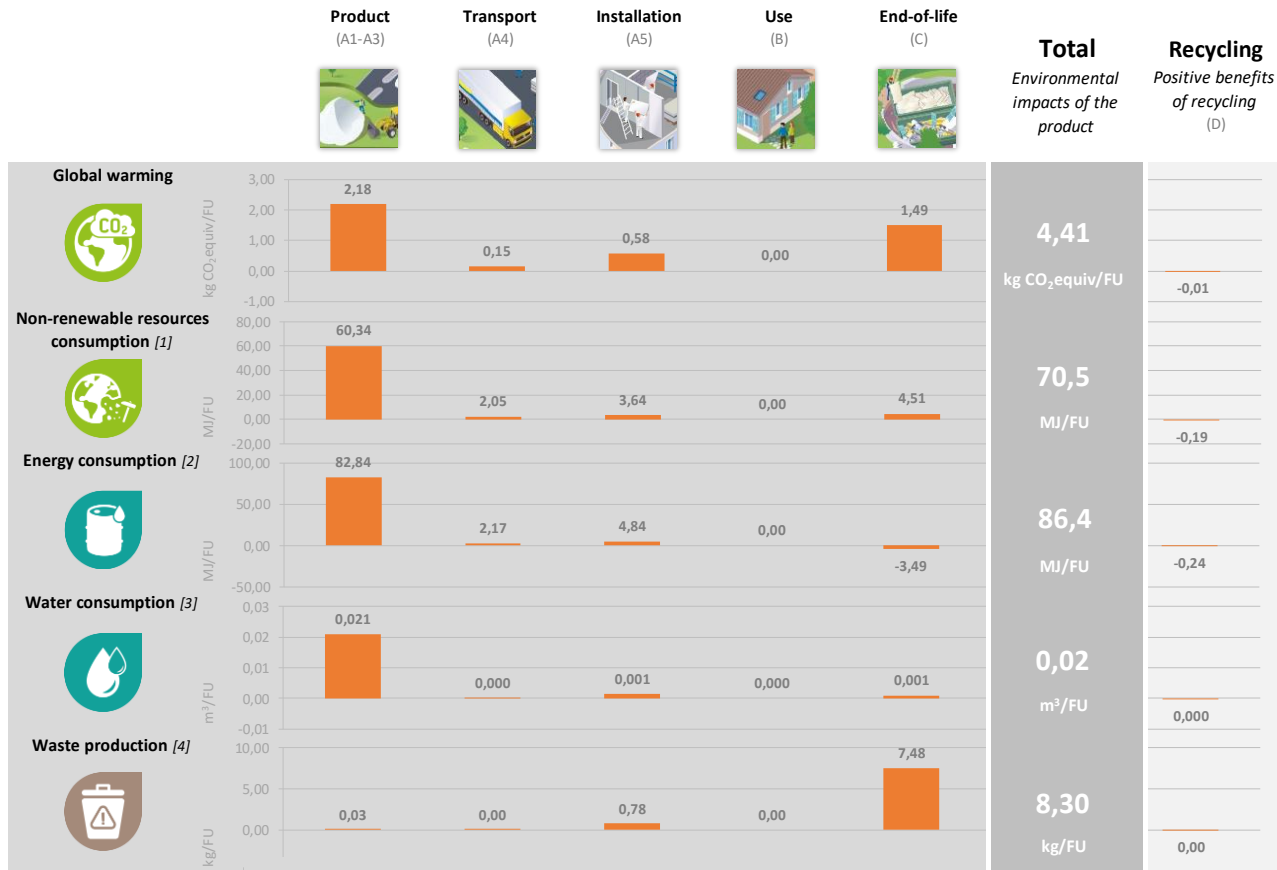 Product
(A1-A3)
Transport
(A4)
Installation
(A5)
Use
(B)
End-of-life
(C)
Total
Environmental
impacts of the
product
Recycling
Positive benefits
of recycling
(D)
Global warming
CO2
kg CO2equiv/FU
3,00
2,00
1,00
0,00
-1,00
2,18
0,15
0,58
0,00
1,49
4,41
kg CO2equiv/FU
-0,01
Non-renewable resources
consumption [1]
MJ/FU
80,00
60,00
40,00
20,00
0,00
-20,00
60,34
2,05
3,64
0,00
4,51
70,5
MJ/FU
-0,19
Energy consumption [2]
MJ/FU
100,00
50,00
0,00
-50,00
82,84
2,17
4,84
0,00
-3,49
86,4
MJ/FU
-0,24
Water consumption [3]
m³/FU
0,03
0,02
0,01
0,00
-0,01
0,021
0,000
0,001
0,000
0,001
0,02
m³/FU
0,000
Waste production [4]
kg/FU
10,00
5,00
0,00
0,03
0,00
0,78
0,00
7,48
8,30
kg/FU
0,00